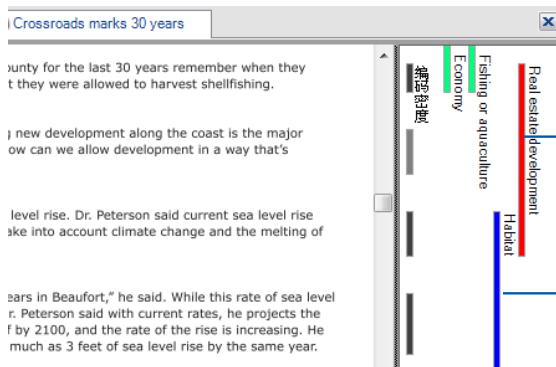 Crossroads marks 30 years
ounty for the last 30 years remember when they
t they were allowed to harvest shellfishing.
g new development along the coast is the major
ow can we allow development in a way that's
level rise. Dr. Peterson said current sea level rise
ake into account climate change and the melting of
ears in Beaufort,” he said. While this rate of sea level
r. Peterson said with current rates, he projects the
f by 2100, and the rate of the rise is increasing. He
much as 3 feet of sea level rise by the same year.
編碼密度
Economy
Fishing or aquaculture
Habitat
Real estate development